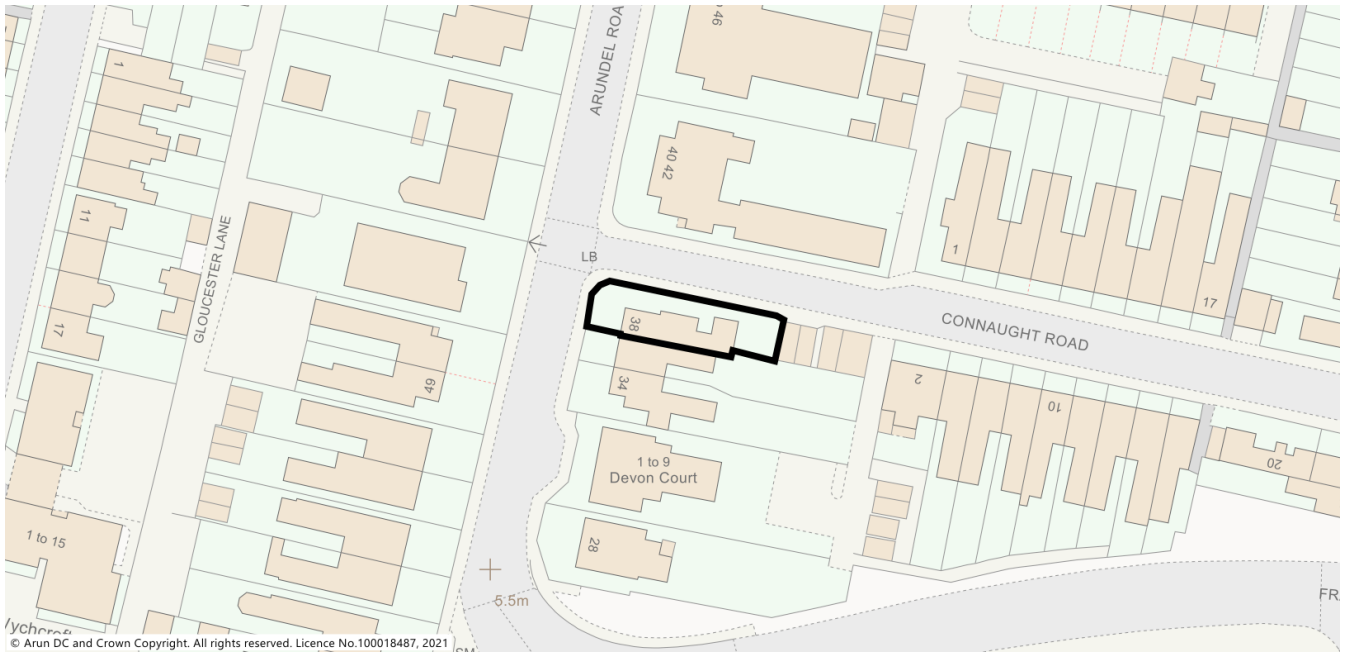 46
ARUNDEL ROA
1
40 42
11
GLOUCESTER LANE
LB
1
17
CONNAUGHT ROAD
38
17
49
34
2
10
1 to 9
Devon Court
20
1 to 15
28
5.5m
FR
© Arun DC and Crown Copyright. All rights reserved. Licence No.100018487, 2021